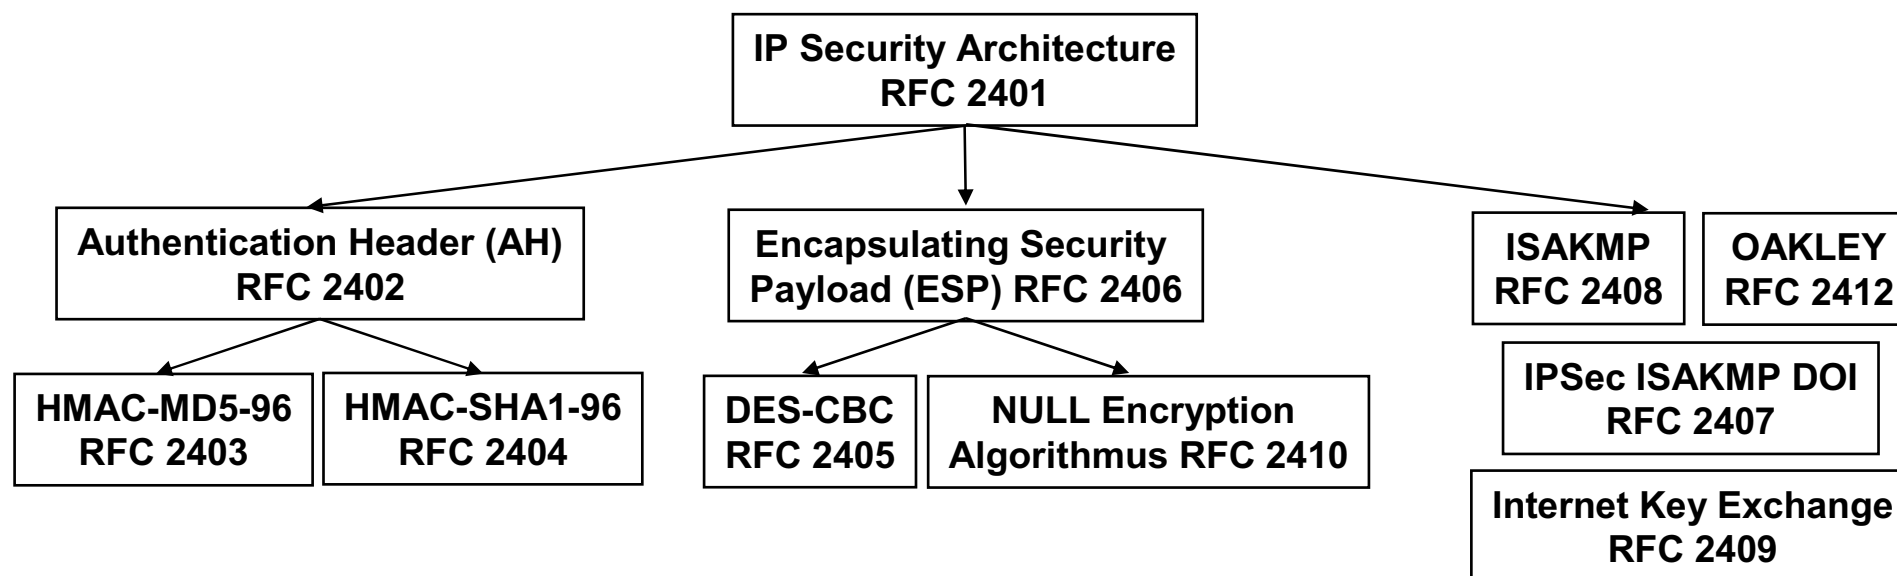 IP Security Architecture
RFC 2401
Authentication Header (AH)
RFC 2402
Encapsulating Security
Payload (ESP) RFC 2406
ISAKMP
RFC 2408
OAKLEY
RFC 2412
HMAC-MD5-96
RFC 2403
HMAC-SHA1-96
RFC 2404
DES-CBC
RFC 2405
NULL Encryption
Algorithmus RFC 2410
IPSec ISAKMP DOI
RFC 2407
Internet Key Exchange
RFC 2409